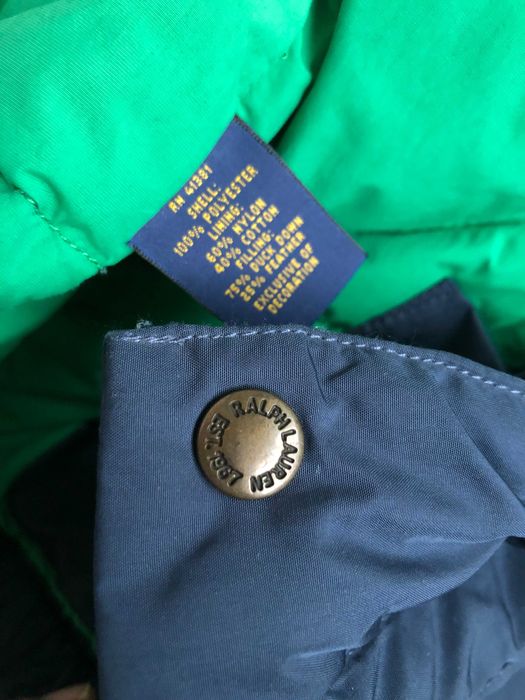 RN 41381
SHELL:
100% POLYESTER
LINING:
60% NYLON
40% COTTON
FILLING:
75% DUCK DOWN
25% FEATHER
EXCLUSIVE OF
DECORATION
RALPH LAUREN
EST. 1967